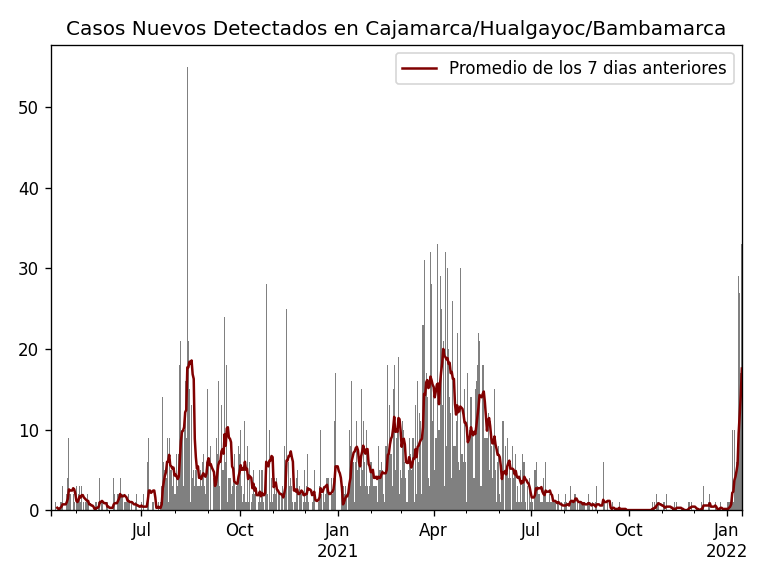 Casos Nuevos Detectados en Cajamarca/Hualgayoc/Bambamarca
Promedio de los 7 dias anteriores
50
40
30
20
10
0
Jul Oct Jan Apr Jul Oct Jan
2021 2022